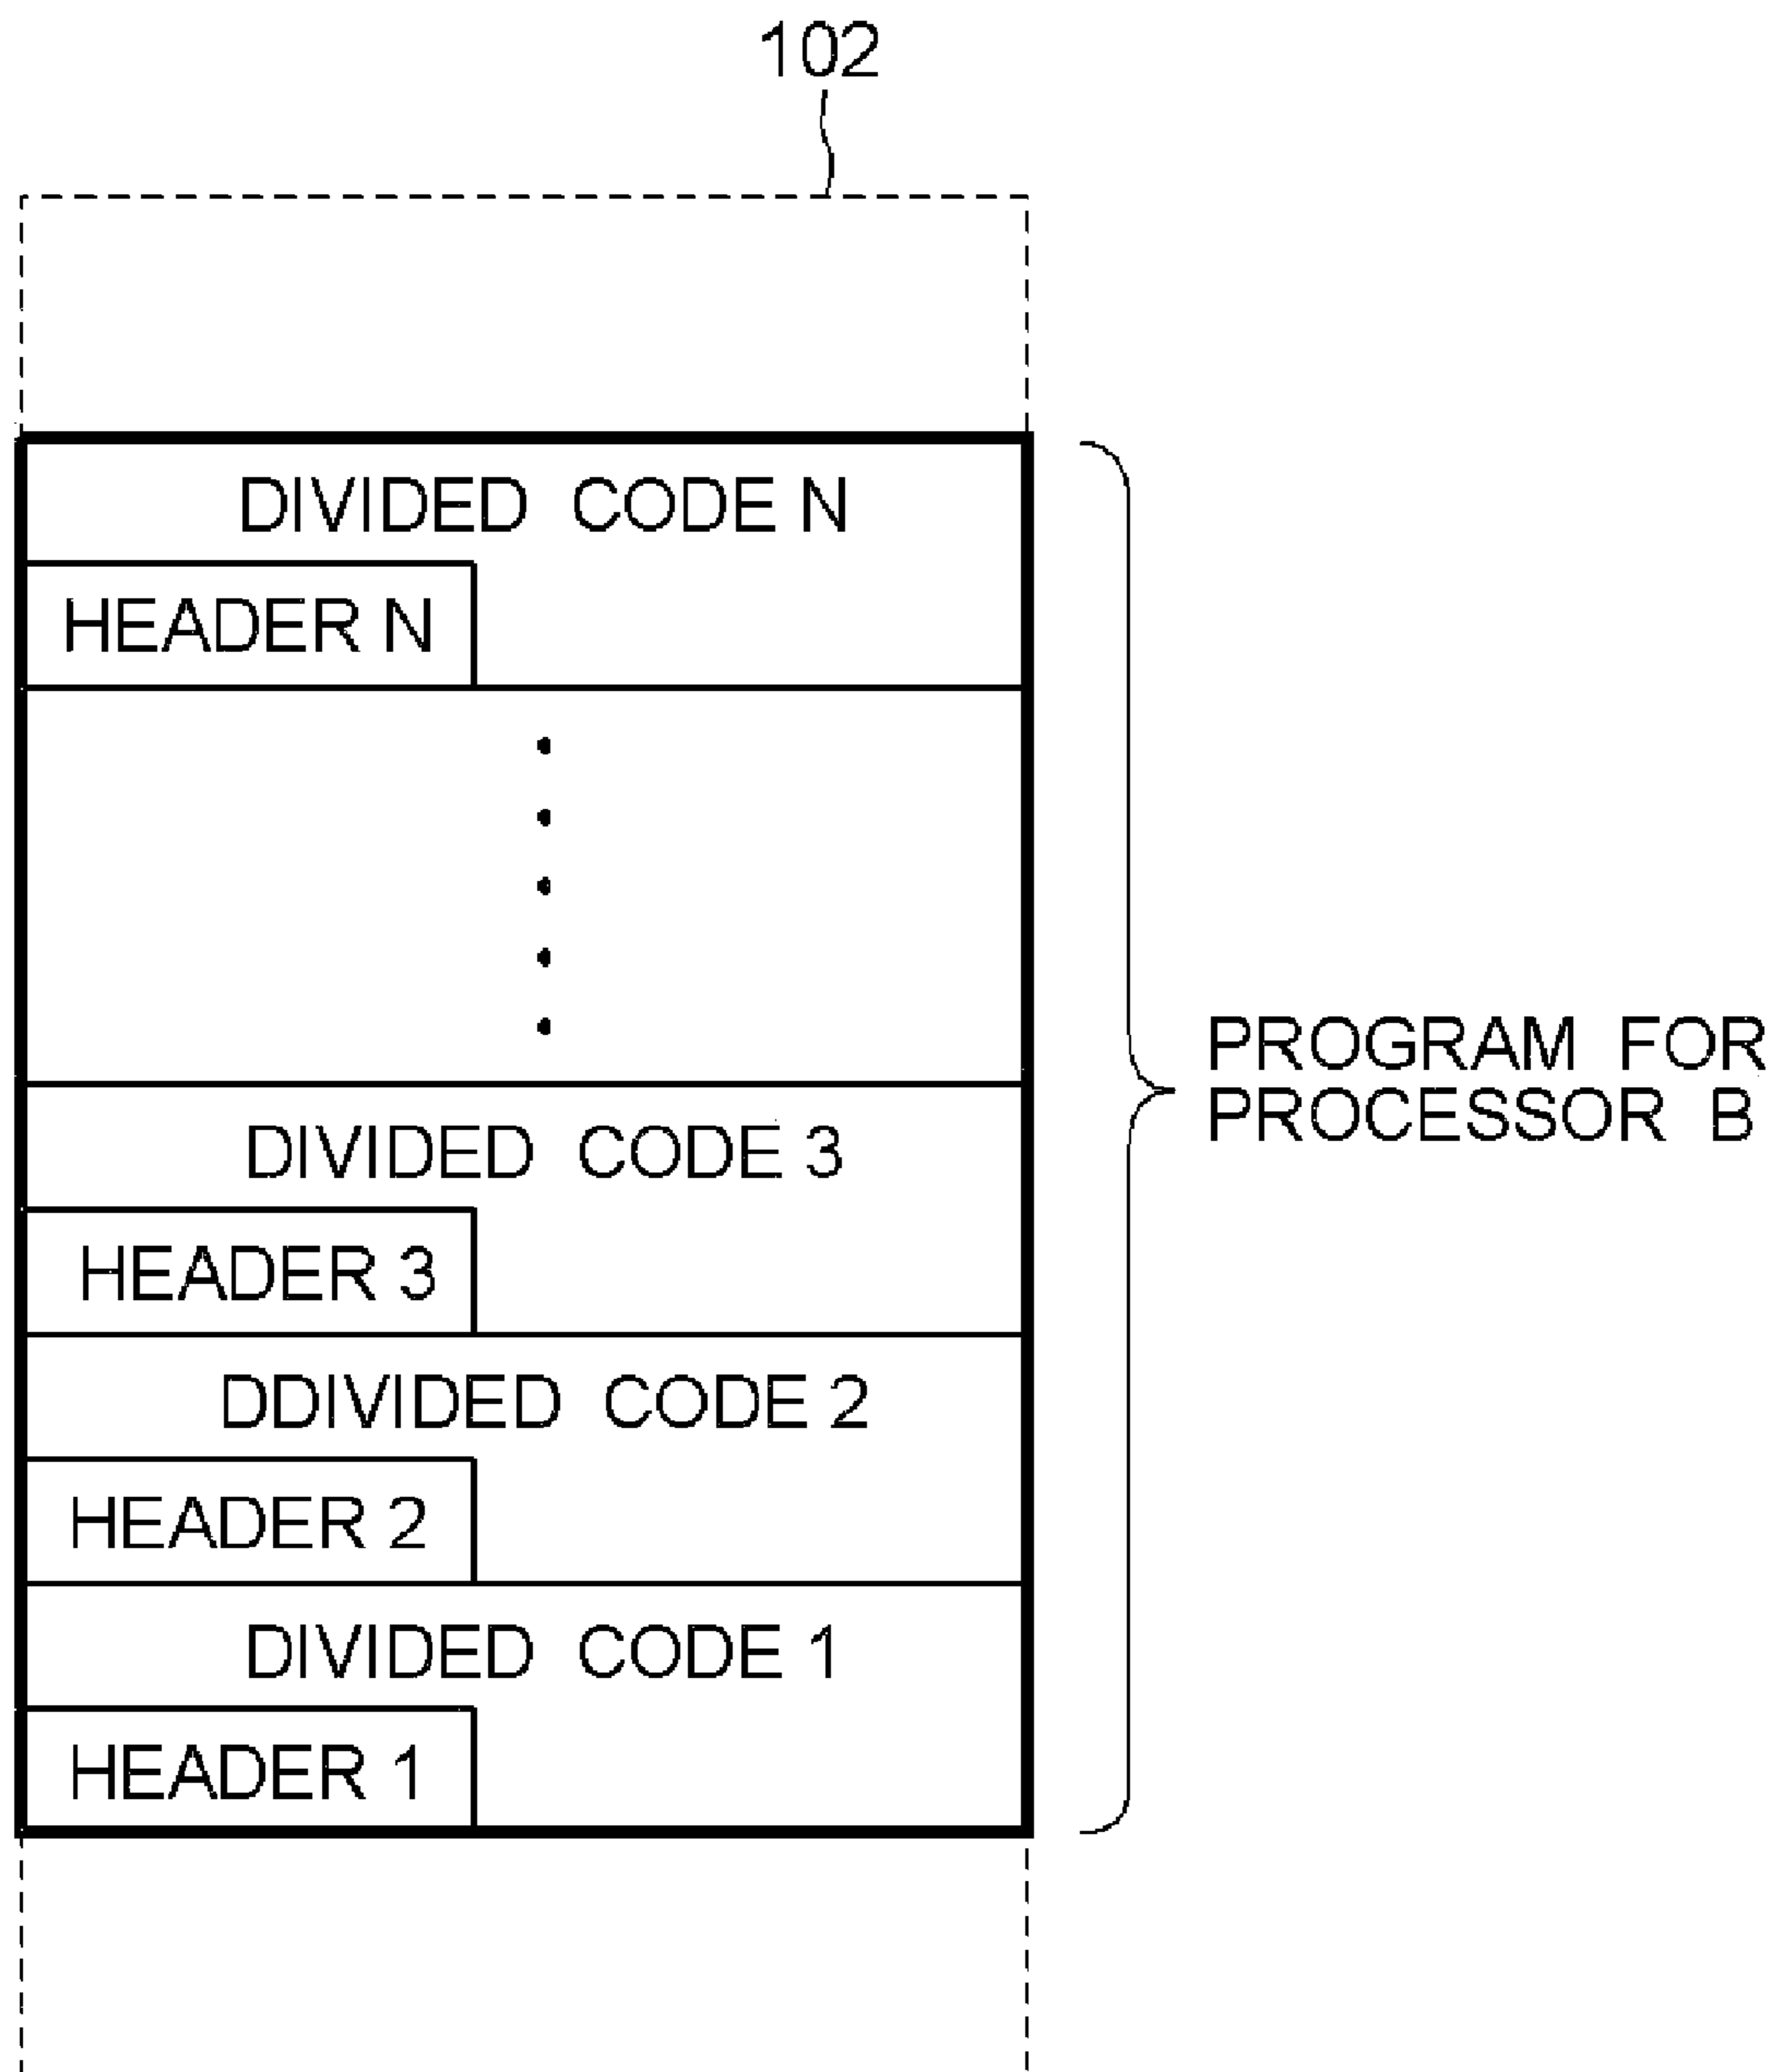 102
DIVIDED CODE N
HEADER N
PROGRAM FOR
PROCESSOR B
DIVIDED CODE 3
HEADER 3
DDIVIDED CODE 2
HEADER 2
DIVIDED CODE 1
HEADER 1